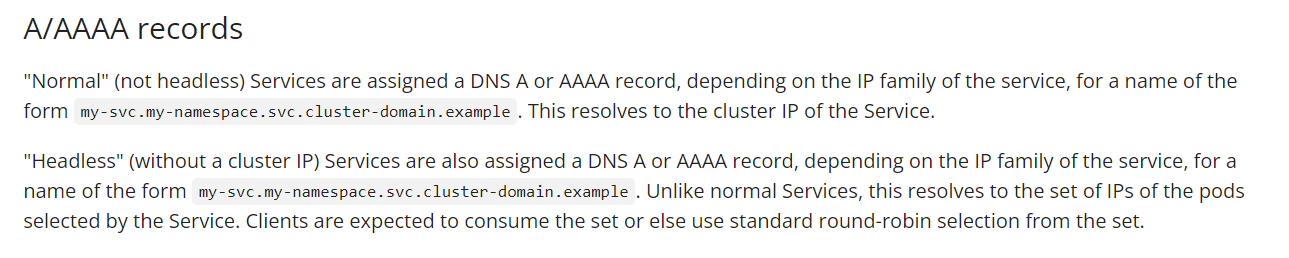 A/AAAA records
"Normal" (not headless) Services are assigned a DNS A or AAAA record, depending on the IP family of the service, for a name of the
form my-svc.my-namespace.svc.cluster-domain.example . This resolves to the cluster IP of the Service.
"Headless" (without a cluster IP) Services are also assigned a DNS A or AAAA record, depending on the IP family of the service, for a
name of the form my-svc.my-namespace.svc.cluster-domain.example . Unlike normal Services, this resolves to the set of IPs of the pods
selected by the Service. Clients are expected to consume the set or else use standard round-robin selection from the set.